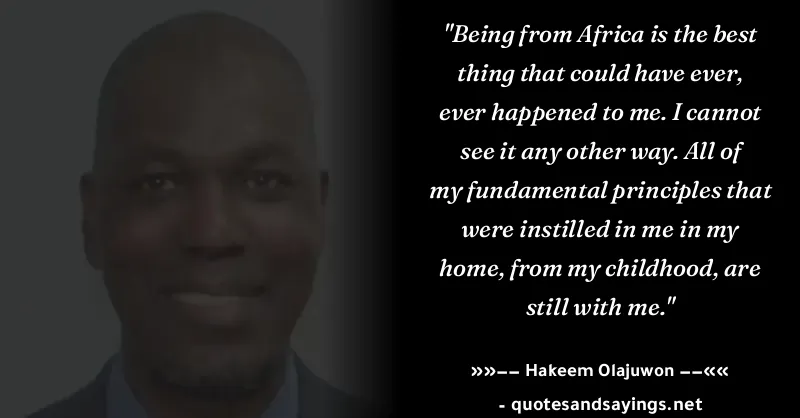 "Being from Africa is the best
thing that could have ever,
ever happened to me. I cannot
see it any other way. All of
my fundamental principles that
were instilled in me in my
home, from my childhood, are
still with me."
»»−− Hakeem Olajuwon −−««
- quotesandsayings.net